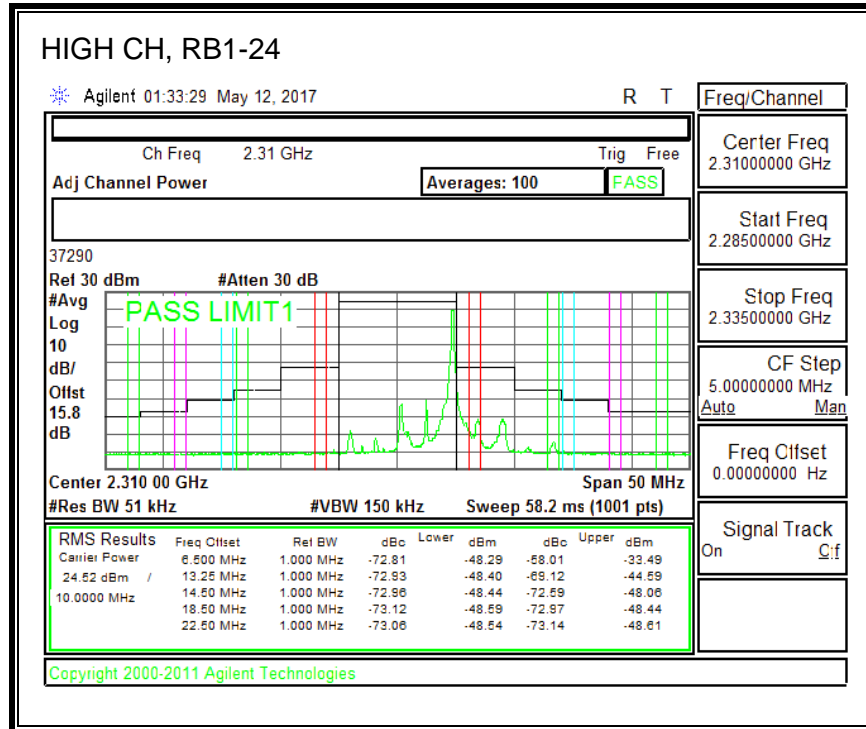 HIGH CH, RB1-24
Agilent 01:33:29 May 12, 2017 R T
Freq/Channel
Ch Freq 2.31 GHz Trig Free
Adj Channel Power Averages: 100 PASS
37290
Ref 30 dBm #Atten 30 dB
#Avg
Log
10
dB/
Offst
15.8
dB
PASS LIMIT1
Center 2.310 00 GHz Span 50 MHz
#Res BW 51 kHz #VBW 150 kHz Sweep 58.2 ms (1001 pts)
RMS Results Freq Offset Ref BW dBc Lower dBm dBc Upper dBm
Carrier Power 6.500 MHz 1.000 MHz -72.81 -48.29 -58.01 -33.49
24.52 dBm / 13.25 MHz 1.000 MHz -72.93 -48.40 -69.12 -44.59
10.0000 MHz 14.50 MHz 1.000 MHz -72.96 -48.44 -72.59 -48.06
18.50 MHz 1.000 MHz -73.12 -48.59 -72.97 -48.44
22.50 MHz 1.000 MHz -73.06 -48.54 -73.14 -48.61
Center Freq
2.31000000 GHz
Start Freq
2.28500000 GHz
Stop Freq
2.33500000 GHz
CF Step
5.00000000 MHz
Auto Man
Freq Offset
0.00000000 Hz
Signal Track
On Off
Copyright 2000-2011 Agilent Technologies